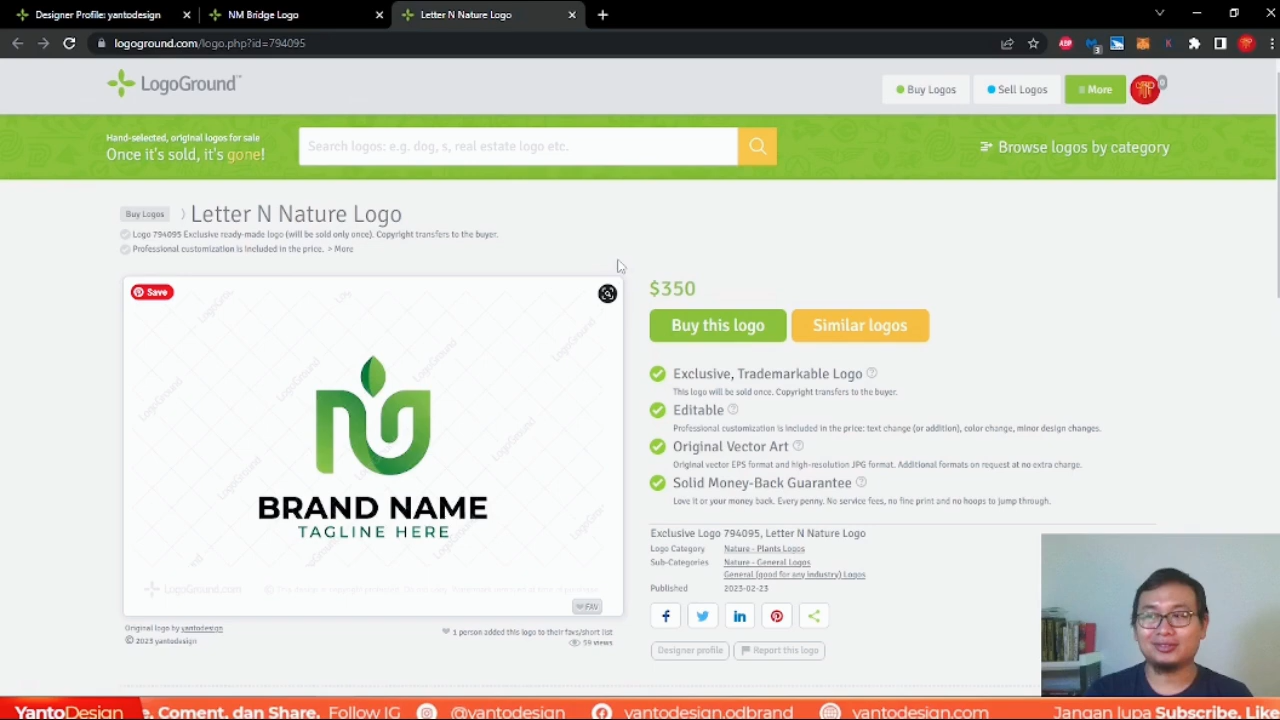 Designer Profile: yantodesign
NM Bridge Logo
Letter N Nature Logo
logoground.com/logo.php?id=794095
ABP
3
K
LogoGround™
Buy Logos
Sell Logos
More
0
Hand-selected, original logos for sale
Once it's sold, it's gone!
Search logos: e.g. dog, s, real estate logo etc.
Browse logos by category
Buy Logos
Letter N Nature Logo
Logo 794095 Exclusive ready-made logo (will be sold only once). Copyright transfers to the buyer.
Professional customization is included in the price. > More
Save
BRAND NAME
TAGLINE HERE
LogoGround.com
FAV
Original logo by yantodesign
© 2023 yantodesign
1 person added this logo to their favs/short list
59 views
$350
Buy this logo
Similar logos
Exclusive, Trademarkable Logo
This logo will be sold once. Copyright transfers to the buyer.
Editable
Professional customization is included in the price: text change (or addition), color change, minor design changes.
Original Vector Art
Original vector EPS format and high-resolution JPG format. Additional formats on request at no extra charge.
Solid Money-Back Guarantee
Love it or your money back. Every penny. No service fees, no fine print and no hoops to jump through.
Exclusive Logo 794095, Letter N Nature Logo
Logo Category Nature - Plants Logos
Sub-Categories Nature - General Logos
General (good for any industry) Logos
Published 2023-02-23
Designer profile
Report this logo
YantoDesign
e, Coment, dan Share. Follow IG @yantodesign yantodesign.odbrand yantodesign.com Jangan lupa Subscribe, Like